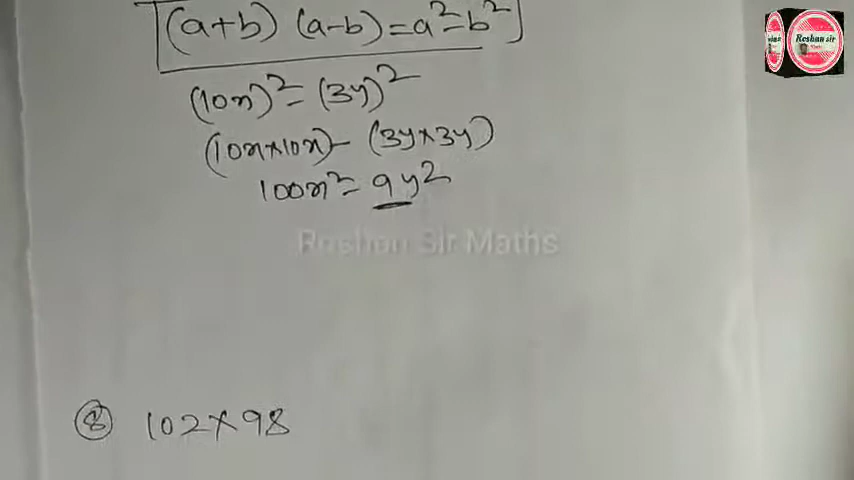 (a+b) (a-b)=a²-b²
(10x)²-(3y)²
(10x×10x)-(3y×3y)
100x²-9y²
Roshan Sir Maths
⑧ 102×98
Roshan sir